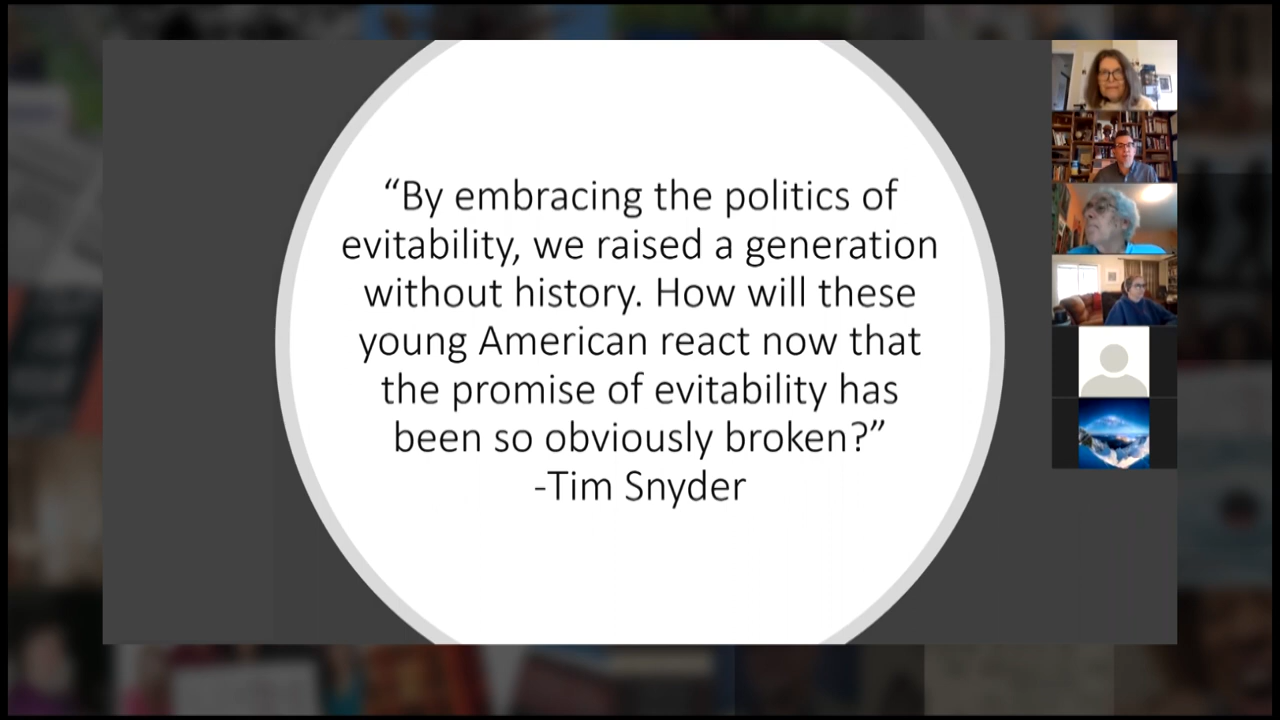 “By embracing the politics of
evitability, we raised a generation
without history. How will these
young American react now that
the promise of evitability has
been so obviously broken?”
-Tim Snyder